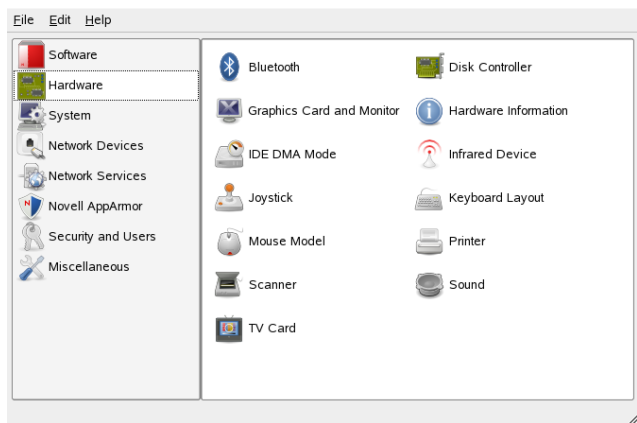 File Edit Help
Software
Hardware
System
Network Devices
Network Services
Novell AppArmor
Security and Users
Miscellaneous
Bluetooth
Disk Controller
Graphics Card and Monitor
Hardware Information
IDE DMA Mode
Infrared Device
Joystick
Keyboard Layout
Mouse Model
Printer
Scanner
Sound
TV Card